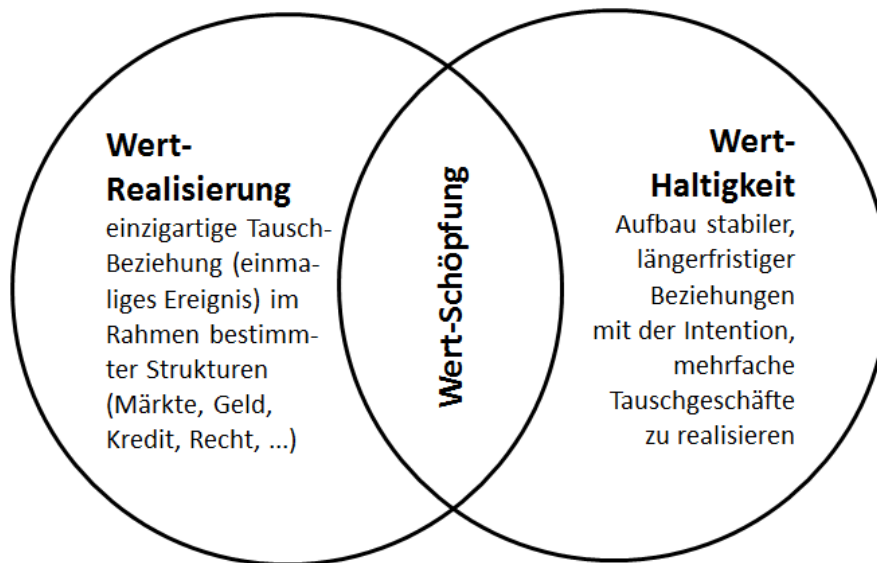 Wert-
Realisierung
einzigartige Tausch-
Beziehung (einma-
liges Ereignis) im
Rahmen bestimm-
ter Strukturen
(Märkte, Geld,
Kredit, Recht, ...)
Wert-Schöpfung
Wert-
Haltigkeit
Aufbau stabiler,
längerfristiger
Beziehungen
mit der Intention,
mehrfache
Tauschgeschäfte
zu realisieren